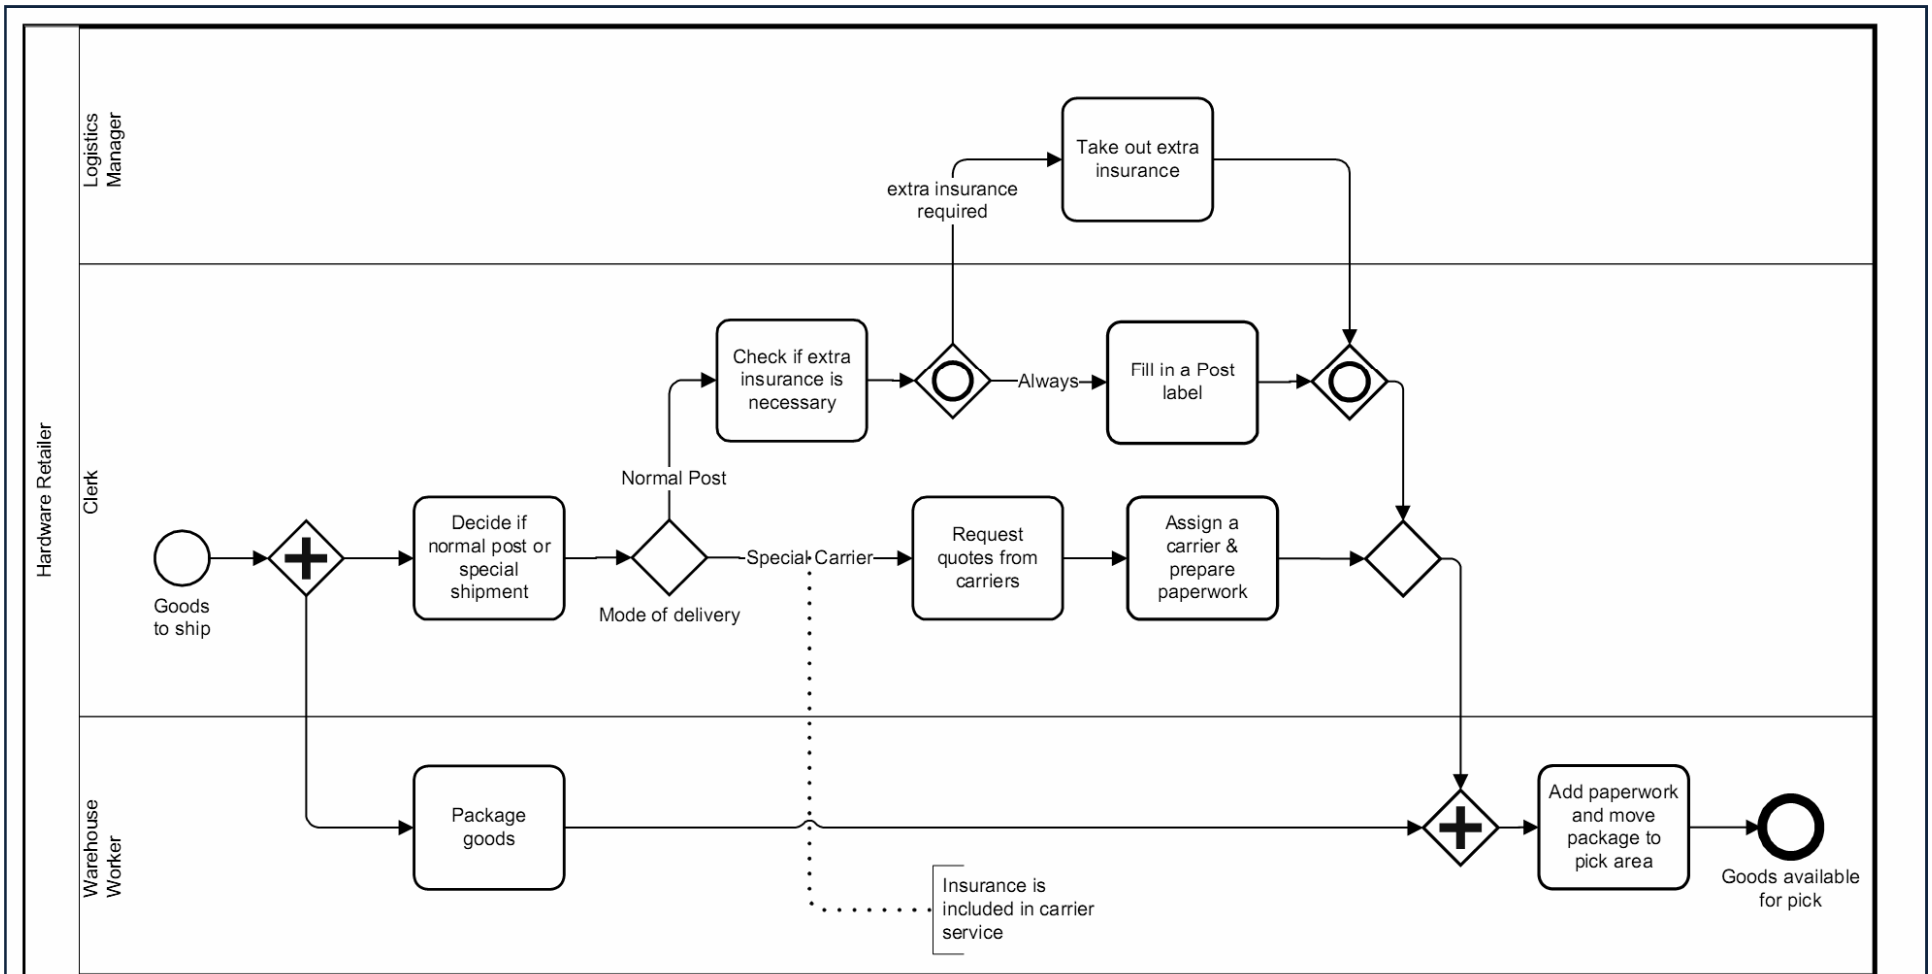 Hardware Retailer
Logistics
Manager
Take out extra
insurance
extra insurance
required
Clerk
Check if extra
insurance is
necessary
Always
Fill in a Post
label
Normal Post
Goods
to ship
Decide if
normal post or
special
shipment
Mode of delivery
Special Carrier
Request
quotes from
carriers
Assign a
carrier &
prepare
paperwork
Warehouse
Worker
Package
goods
Insurance is
included in carrier
service
Add paperwork
and move
package to
pick area
Goods available
for pick